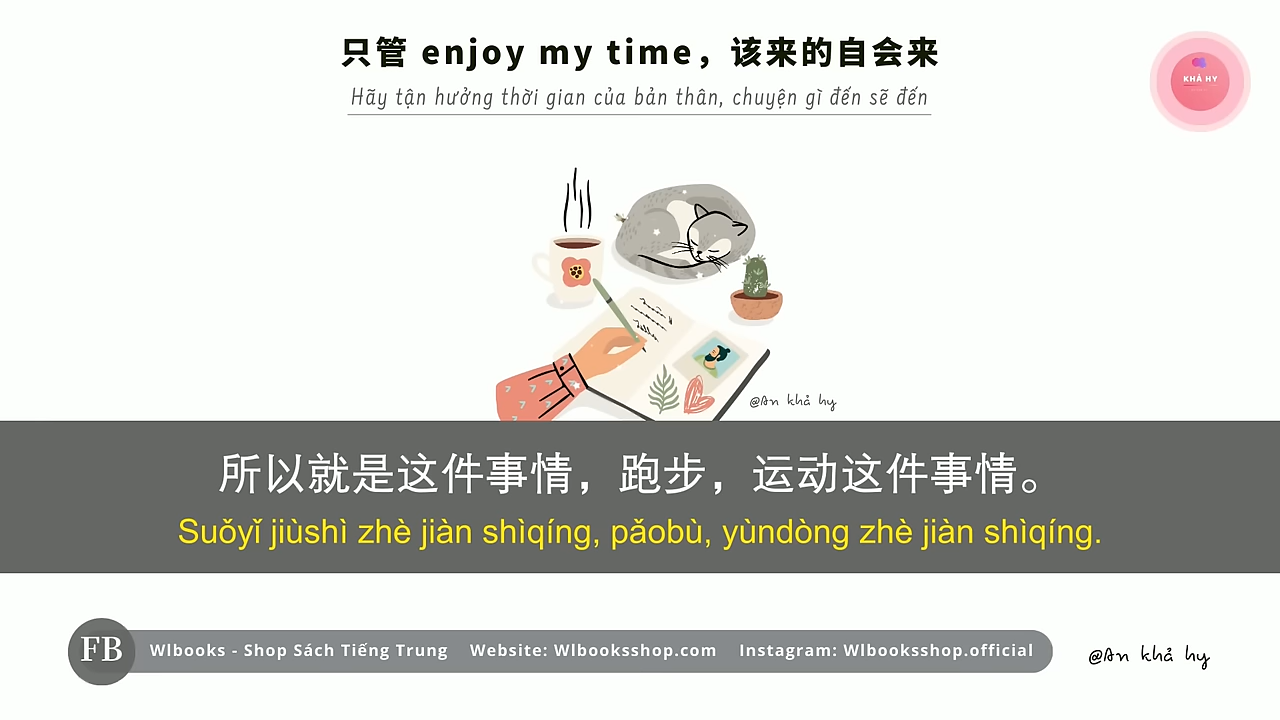 只管 enjoy my time，该来的自会来
Hãy tận hưởng thời gian của bản thân, chuyện gì đến sẽ đến
KHẢ HY
@An khả hy
所以就是这件事情，跑步，运动这件事情。
Suǒyǐ jiùshì zhè jiàn shìqíng, pǎobù, yùndòng zhè jiàn shìqíng.
FB Wlbooks - Shop Sách Tiếng Trung Website: Wlbooksshop.com Instagram: Wlbooksshop.official
@An khả hy